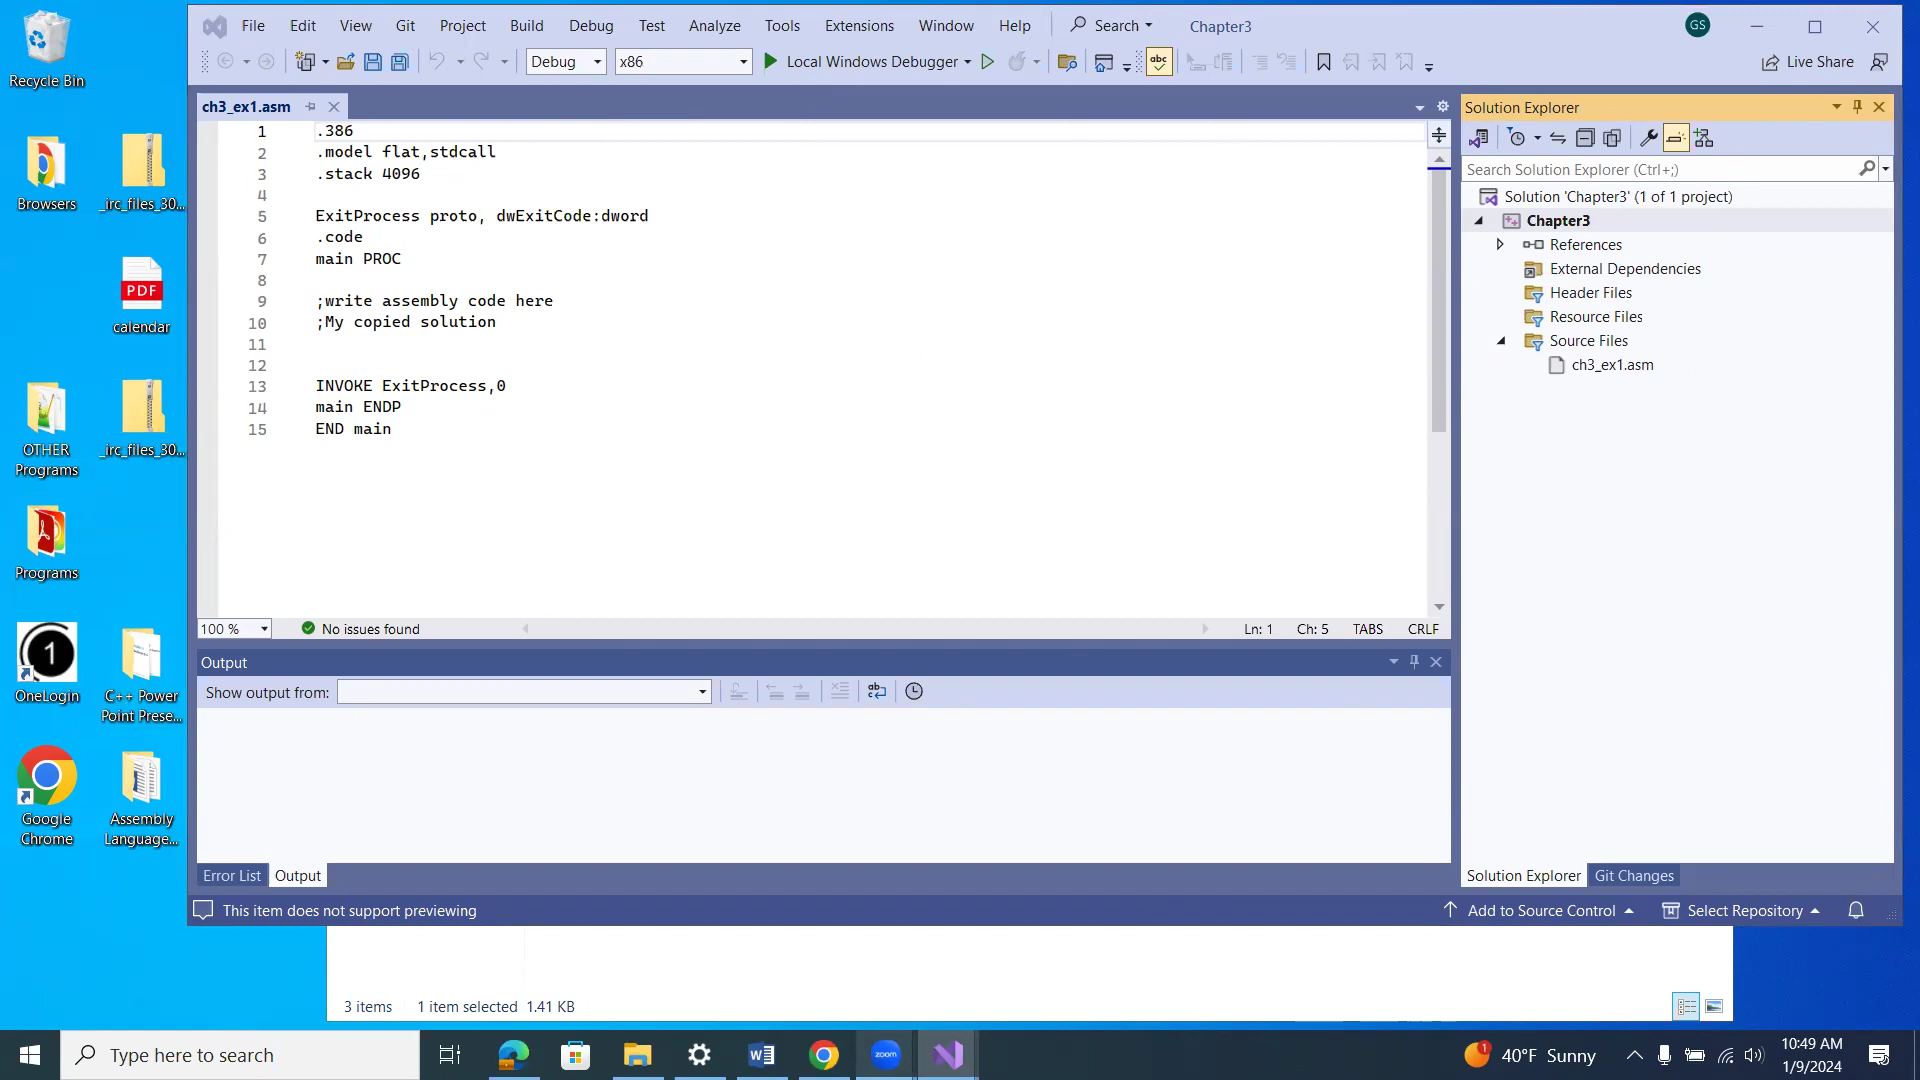 File Edit View Git Project Build Debug Test Analyze Tools Extensions Window Help Search Chapter3 GS
Debug x86 Local Windows Debugger abc Live Share
Recycle Bin
Browsers
_irc_files_30...
PDF
calendar
OTHER Programs
_irc_files_30...
Programs
1
OneLogin
C++ Power
Point Prese...
Google
Chrome
Assembly
Language...
ch3_ex1.asm
1 .386
2 .model flat,stdcall
3 .stack 4096
4
5 ExitProcess proto, dwExitCode:dword
6 .code
7 main PROC
8
9 ;write assembly code here
10 ;My copied solution
11
12
13 INVOKE ExitProcess,0
14 main ENDP
15 END main
100 % No issues found Ln: 1 Ch: 5 TABS CRLF
Output
Show output from:
Error List Output
Solution Explorer
Search Solution Explorer (Ctrl+;)
Solution 'Chapter3' (1 of 1 project)
Chapter3
References
External Dependencies
Header Files
Resource Files
Source Files
ch3_ex1.asm
Solution Explorer Git Changes
This item does not support previewing Add to Source Control Select Repository
3 items 1 item selected 1.41 KB
Type here to search zoom 1 40°F Sunny 10:49 AM
1/9/2024